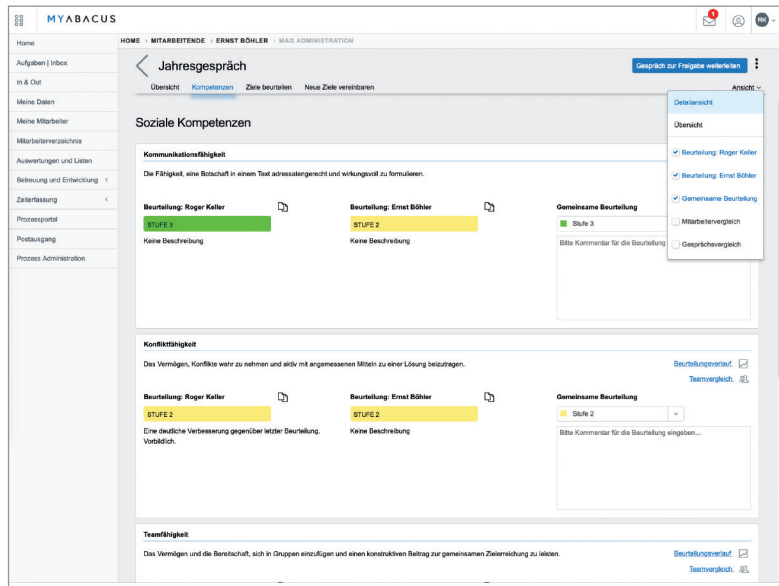 MYABACUS
1
RK
Home
Aufgaben | Inbox
In & Out
Meine Daten
Meine Mitarbeiter
Mitarbeiterverzeichnis
Auswertungen und Listen
Betreuung und Entwicklung <
Zeiterfassung <
Prozessportal
Postausgang
Prozess Administration
HOME › MITARBEITENDE › ERNST BÖHLER › MAG ADMINISTRATION
Jahresgespräch
Gespräch zur Freigabe weiterleiten
Übersicht Kompetenzen Ziele beurteilen Neue Ziele vereinbaren Ansicht
Detailansicht
Übersicht
Beurteilung: Roger Keller
Beurteilung: Ernst Böhler
Gemeinsame Beurteilung
Mitarbeitervergleich
Gesprächsvergleich
Soziale Kompetenzen
Kommunikationsfähigkeit
Die Fähigkeit, eine Botschaft in einem Text adressatengerecht und wirkungsvoll zu formulieren.
Beurteilung: Roger Keller Beurteilung: Ernst Böhler Gemeinsame Beurteilung
STUFE 3 STUFE 2 Stufe 3
Keine Beschreibung Keine Beschreibung Bitte Kommentar für die Beurteilung
Konfliktfähigkeit
Das Vermögen, Konflikte wahr zu nehmen und aktiv mit angemessenen Mitteln zu einer Lösung beizutragen. Beurteilungsverlauf
Teamvergleich
Beurteilung: Roger Keller Beurteilung: Ernst Böhler Gemeinsame Beurteilung
STUFE 2 STUFE 2 Stufe 2
Eine deutliche Verbesserung gegenüber letzter Beurteilung. Keine Beschreibung Bitte Kommentar für die Beurteilung eingeben...
Vorbildlich.
Teamfähigkeit
Das Vermögen und die Bereitschaft, sich in Gruppen einzufügen und einen konstruktiven Beitrag zur gemeinsamen Zielerreichung zu leisten. Beurteilungsverlauf
Teamvergleich